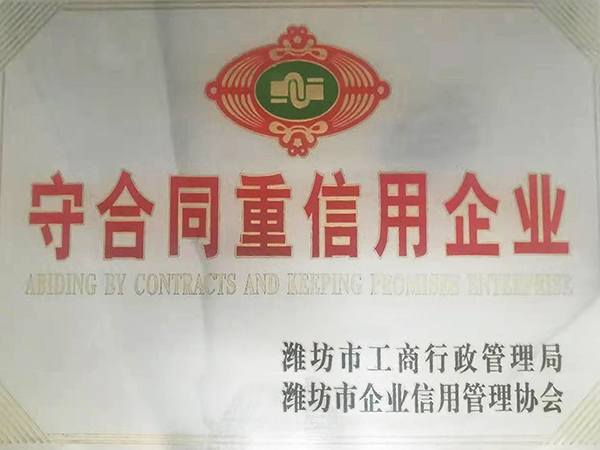 守合同重信用企业
ABIDING BY CONTRACTS AND KEEPING PROMISES ENTERPRISE
潍坊市工商行政管理局
潍坊市企业信用管理协会